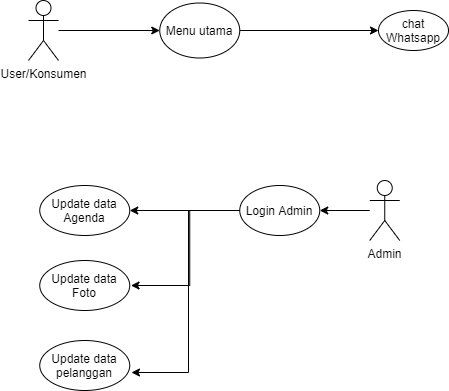 chat
Whatsapp
Menu utama
User/Konsumen
Update data
Agenda
Login Admin
Admin
Update data
Foto
Update data
pelanggan